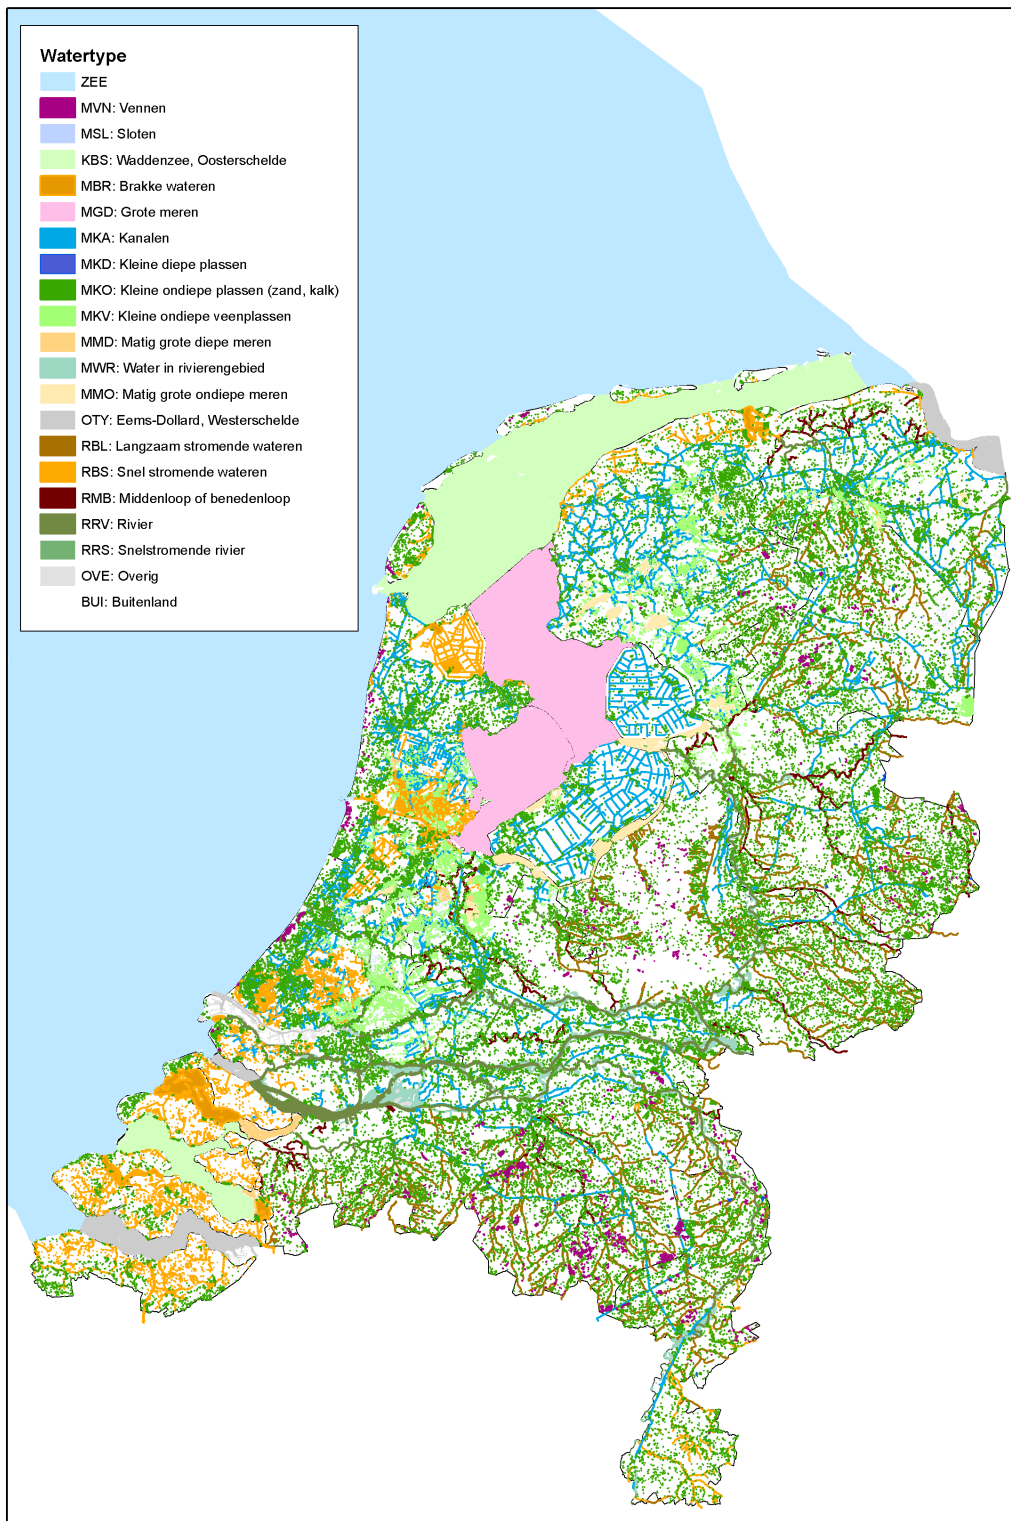 Watertype
ZEE
MVN: Vennen
MSL: Sloten
KBS: Waddenzee, Oosterschelde
MBR: Brakke wateren
MGD: Grote meren
MKA: Kanalen
MKD: Kleine diepe plassen
MKO: Kleine ondiepe plassen (zand, kalk)
MKV: Kleine ondiepe veenplassen
MMD: Matig grote diepe meren
MWR: Water in rivierengebied
MMO: Matig grote ondiepe meren
OTY: Eems-Dollard, Westerschelde
RBL: Langzaam stromende wateren
RBS: Snel stromende wateren
RMB: Middenloop of benedenloop
RRV: Rivier
RRS: Snelstromende rivier
OVE: Overig
BUI: Buitenland